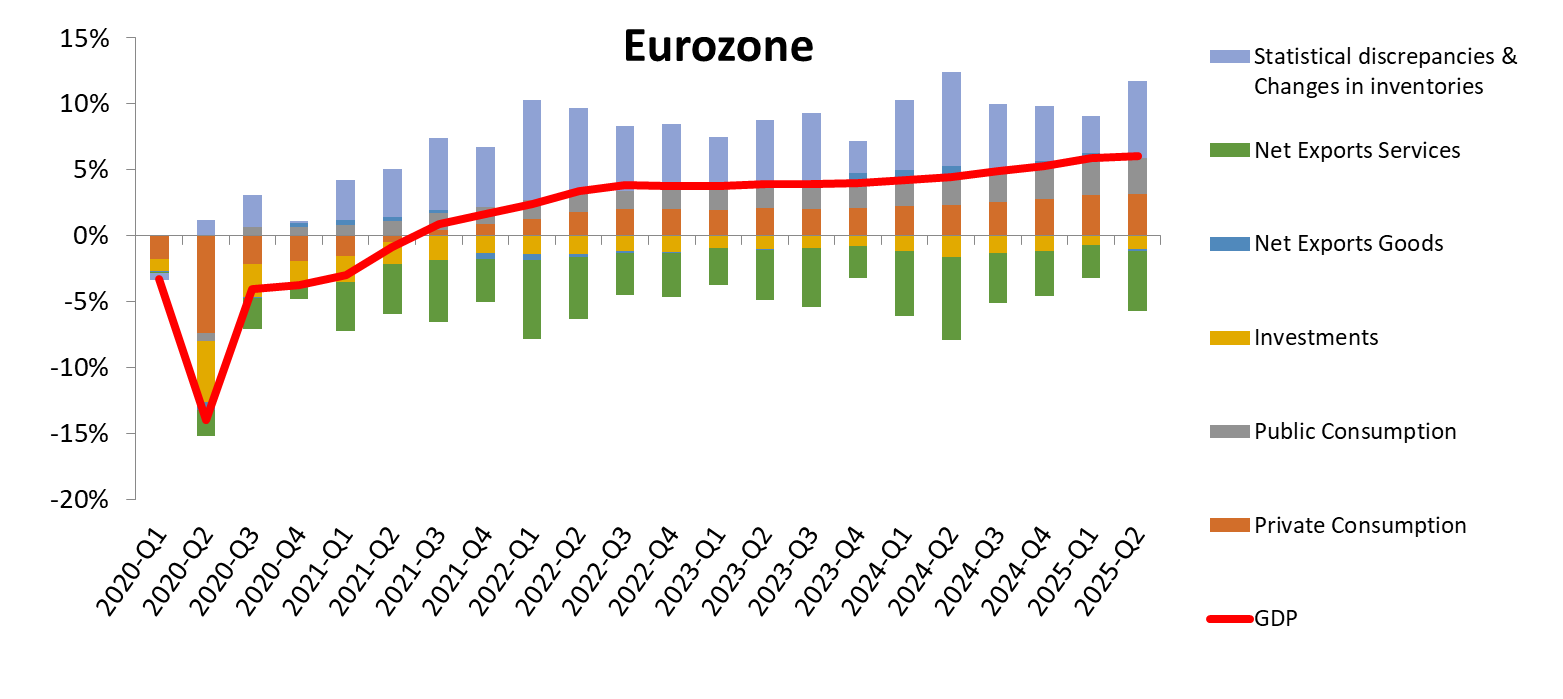 Eurozone
15%
10%
5%
0%
-5%
-10%
-15%
-20%
2020-Q1
2020-Q2
2020-Q3
2020-Q4
2021-Q1
2021-Q2
2021-Q3
2021-Q4
2022-Q1
2022-Q2
2022-Q3
2022-Q4
2023-Q1
2023-Q2
2023-Q3
2023-Q4
2024-Q1
2024-Q2
2024-Q3
2024-Q4
2025-Q1
2025-Q2
Statistical discrepancies &
Changes in inventories
Net Exports Services
Net Exports Goods
Investments
Public Consumption
Private Consumption
GDP